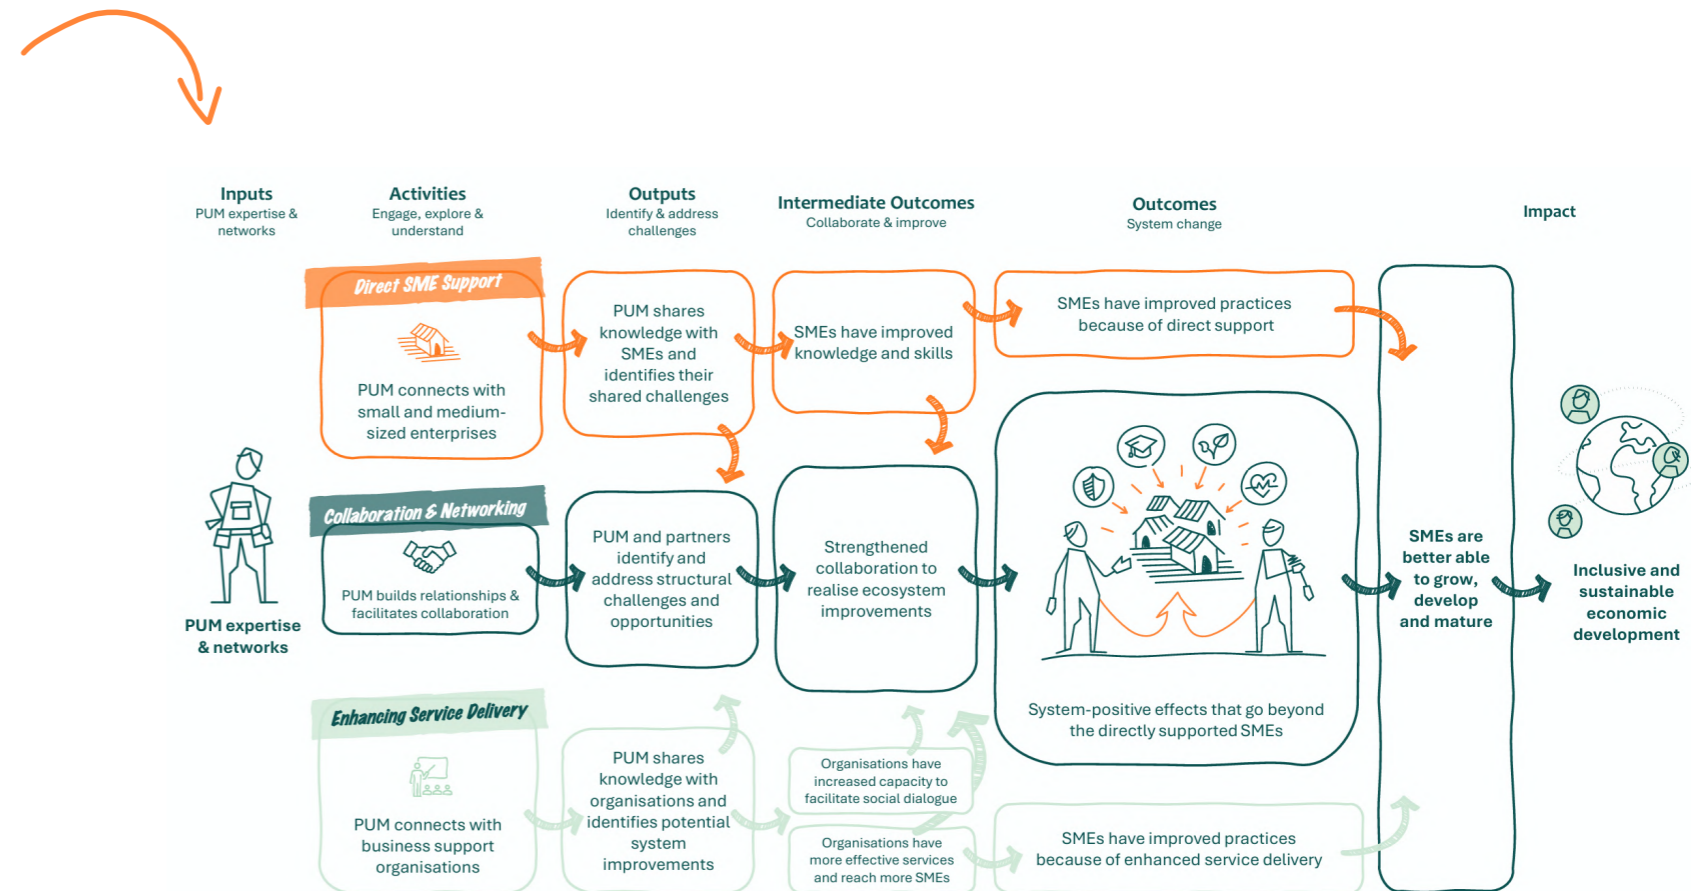 Inputs
PUM expertise &
networks
Activities
Engage, explore &
understand
Outputs
Identify & address
challenges
Intermediate Outcomes
Collaborate & improve
Outcomes
System change
Impact
Direct SME Support
PUM connects with
small and medium-
sized enterprises
PUM shares
knowledge with
SMEs and
identifies their
shared challenges
SMEs have improved
knowledge and skills
SMEs have improved practices
because of direct support
PUM expertise
& networks
Collaboration & Networking
PUM builds relationships &
facilitates collaboration
PUM and partners
identify and
address structural
challenges and
opportunities
Strengthened
collaboration to
realise ecosystem
improvements
System-positive effects that go beyond
the directly supported SMEs
SMEs are
better able
to grow,
develop
and mature
Inclusive and
sustainable
economic
development
Enhancing Service Delivery
PUM connects with
business support
organisations
PUM shares
knowledge with
organisations and
identifies potential
system
improvements
Organisations have
increased capacity to
facilitate social dialogue
Organisations have
more effective services
and reach more SMEs
SMEs have improved practices
because of enhanced service delivery